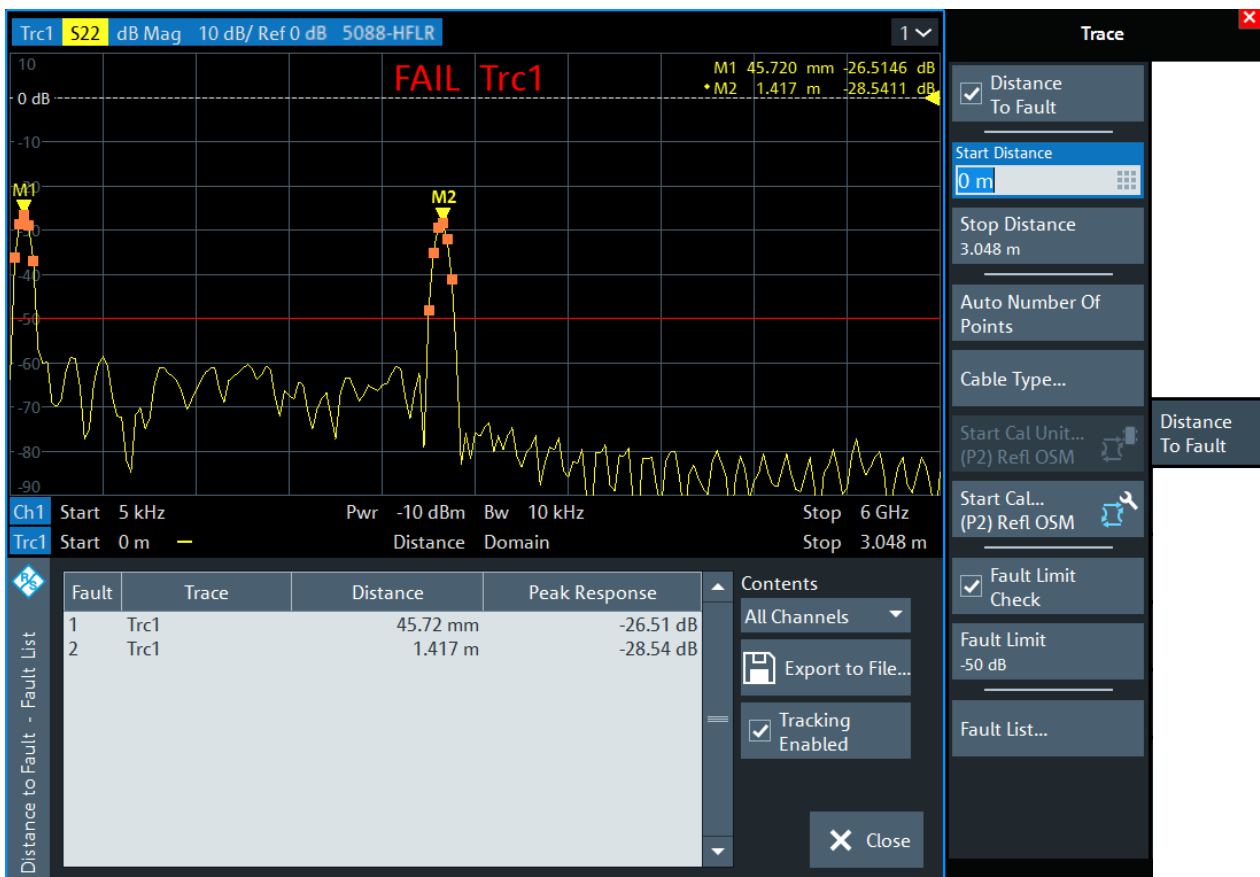 Trc1 S22 dB Mag 10 dB/ Ref 0 dB 5088-HFLR 1
10
FAIL Trc1
M1 45.720 mm -26.5146 dB
M2 1.417 m -28.5411 dB
0 dB
-10
-20
M1
M2
-30
-40
-50
-60
-70
-80
-90
Ch1 Start 5 kHz Pwr -10 dBm Bw 10 kHz Stop 6 GHz
Trc1 Start 0 m Distance Domain Stop 3.048 m
R&S
Distance to Fault - Fault List
Fault Trace Distance Peak Response
1 Trc1 45.72 mm -26.51 dB
2 Trc1 1.417 m -28.54 dB
Contents
All Channels
Export to File...
Tracking
Enabled
Close
Trace
Distance
To Fault
Start Distance
0 m
Stop Distance
3.048 m
Auto Number Of
Points
Cable Type...
Start Cal Unit...
(P2) Refl OSM
Start Cal...
(P2) Refl OSM
Fault Limit
Check
Fault Limit
-50 dB
Fault List...
Distance
To Fault